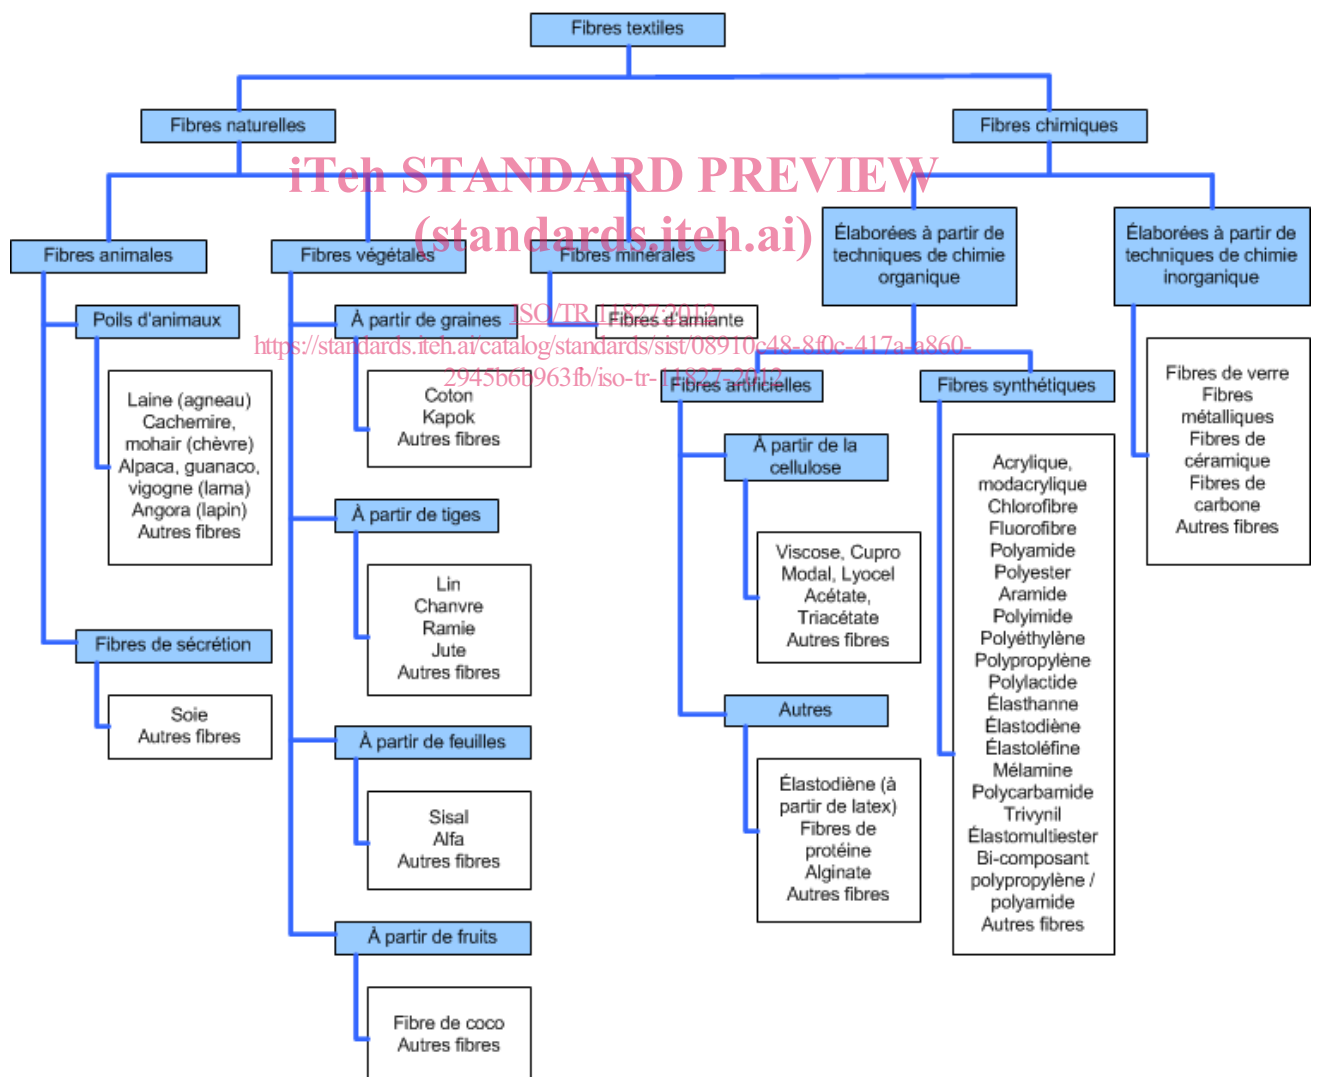 Fibres textiles
Fibres naturelles
Fibres chimiques
iTeh STANDARD PREVIEW
(standards.iteh.ai)
Fibres animales
Fibres végétales
Fibres minérales
Élaborées à partir de
techniques de chimie
organique
Élaborées à partir de
techniques de chimie
inorganique
ISO/TR 11827:2012
https://standards.iteh.ai/catalog/standards/sist/08910c48-8f0c-417a-a860-
2945b6b963fb/iso-tr-11827-2012
Poils d'animaux
Laine (agneau)
Cachemire,
mohair (chèvre)
Alpaca, guanaco,
vigogne (lama)
Angora (lapin)
Autres fibres
Fibres de sécrétion
Soie
Autres fibres
À partir de graines
Coton
Kapok
Autres fibres
À partir de tiges
Lin
Chanvre
Ramie
Jute
Autres fibres
À partir de feuilles
Sisal
Alfa
Autres fibres
À partir de fruits
Fibre de coco
Autres fibres
Fibres d'amiante
Fibres artificielles
À partir de la
cellulose
Viscose, Cupro
Modal, Lyocel
Acétate,
Triacétate
Autres fibres
Autres
Élastodiène (à
partir de latex)
Fibres de
protéine
Alginate
Autres fibres
Fibres synthétiques
Acrylique,
modacrylique
Chlorofibre
Fluorofibre
Polyamide
Polyester
Aramide
Polyimide
Polyéthylène
Polypropylène
Polylactide
Élasthanne
Élastodiène
Élastoléfine
Mélamine
Polycarbamide
Trivynil
Élastomultiester
Bi-composant
polypropylène /
polyamide
Autres fibres
Fibres de verre
Fibres
métalliques
Fibres de
céramique
Fibres de
carbone
Autres fibres